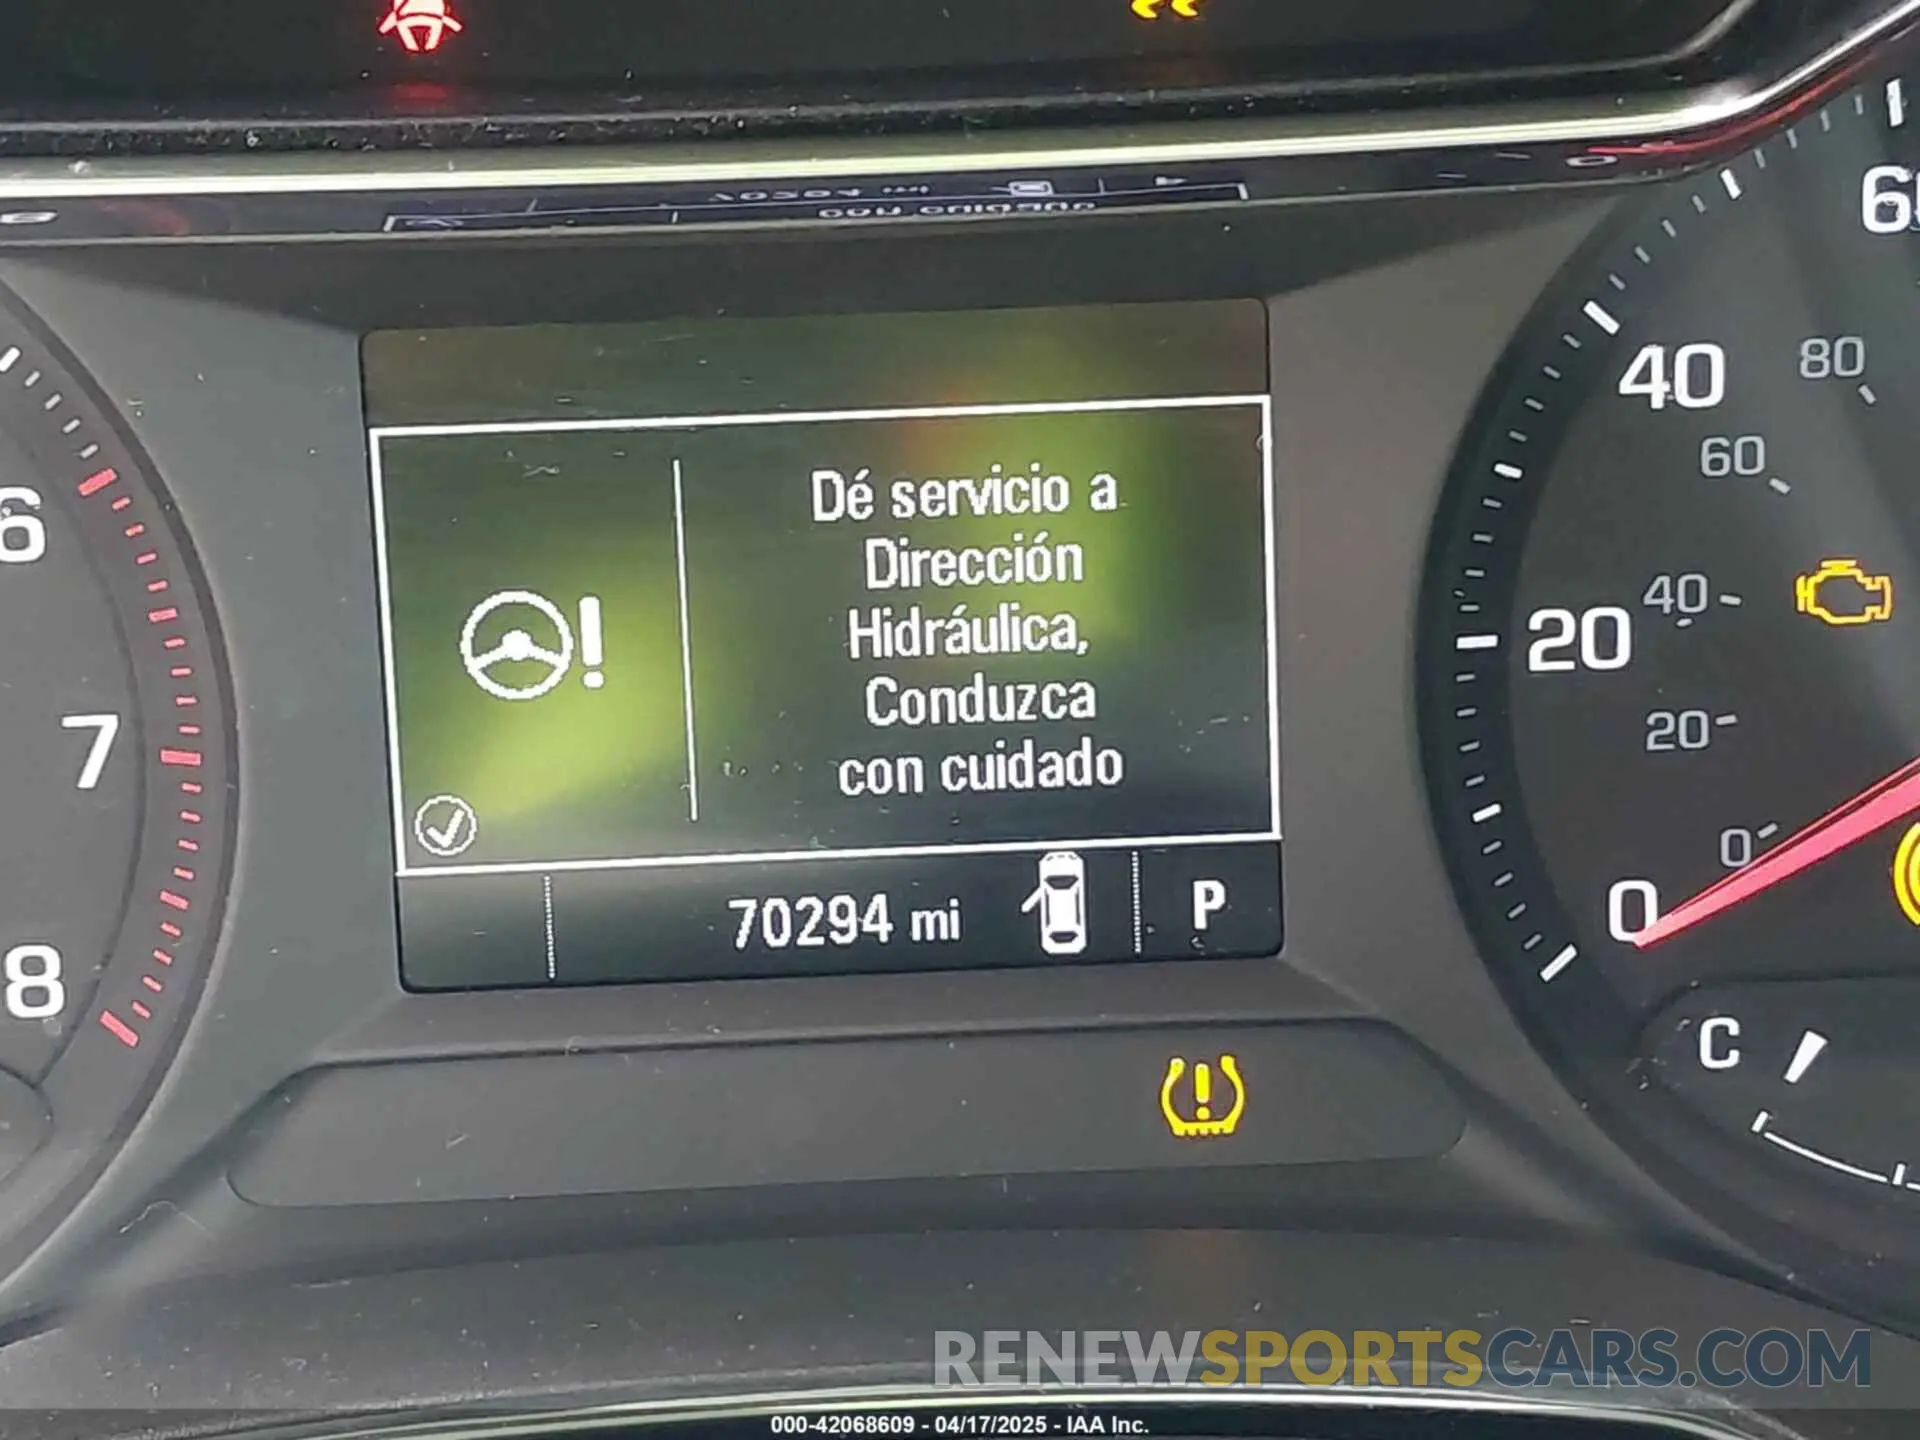 6
7
8
Dé servicio a
Dirección
Hidráulica,
Conduzca
con cuidado
70294 mi
P
40
80
60
20
40
20
0
0
C
RENEWSPORTSCARS.COM
000-42068609 - 04/17/2025 - IAA Inc.